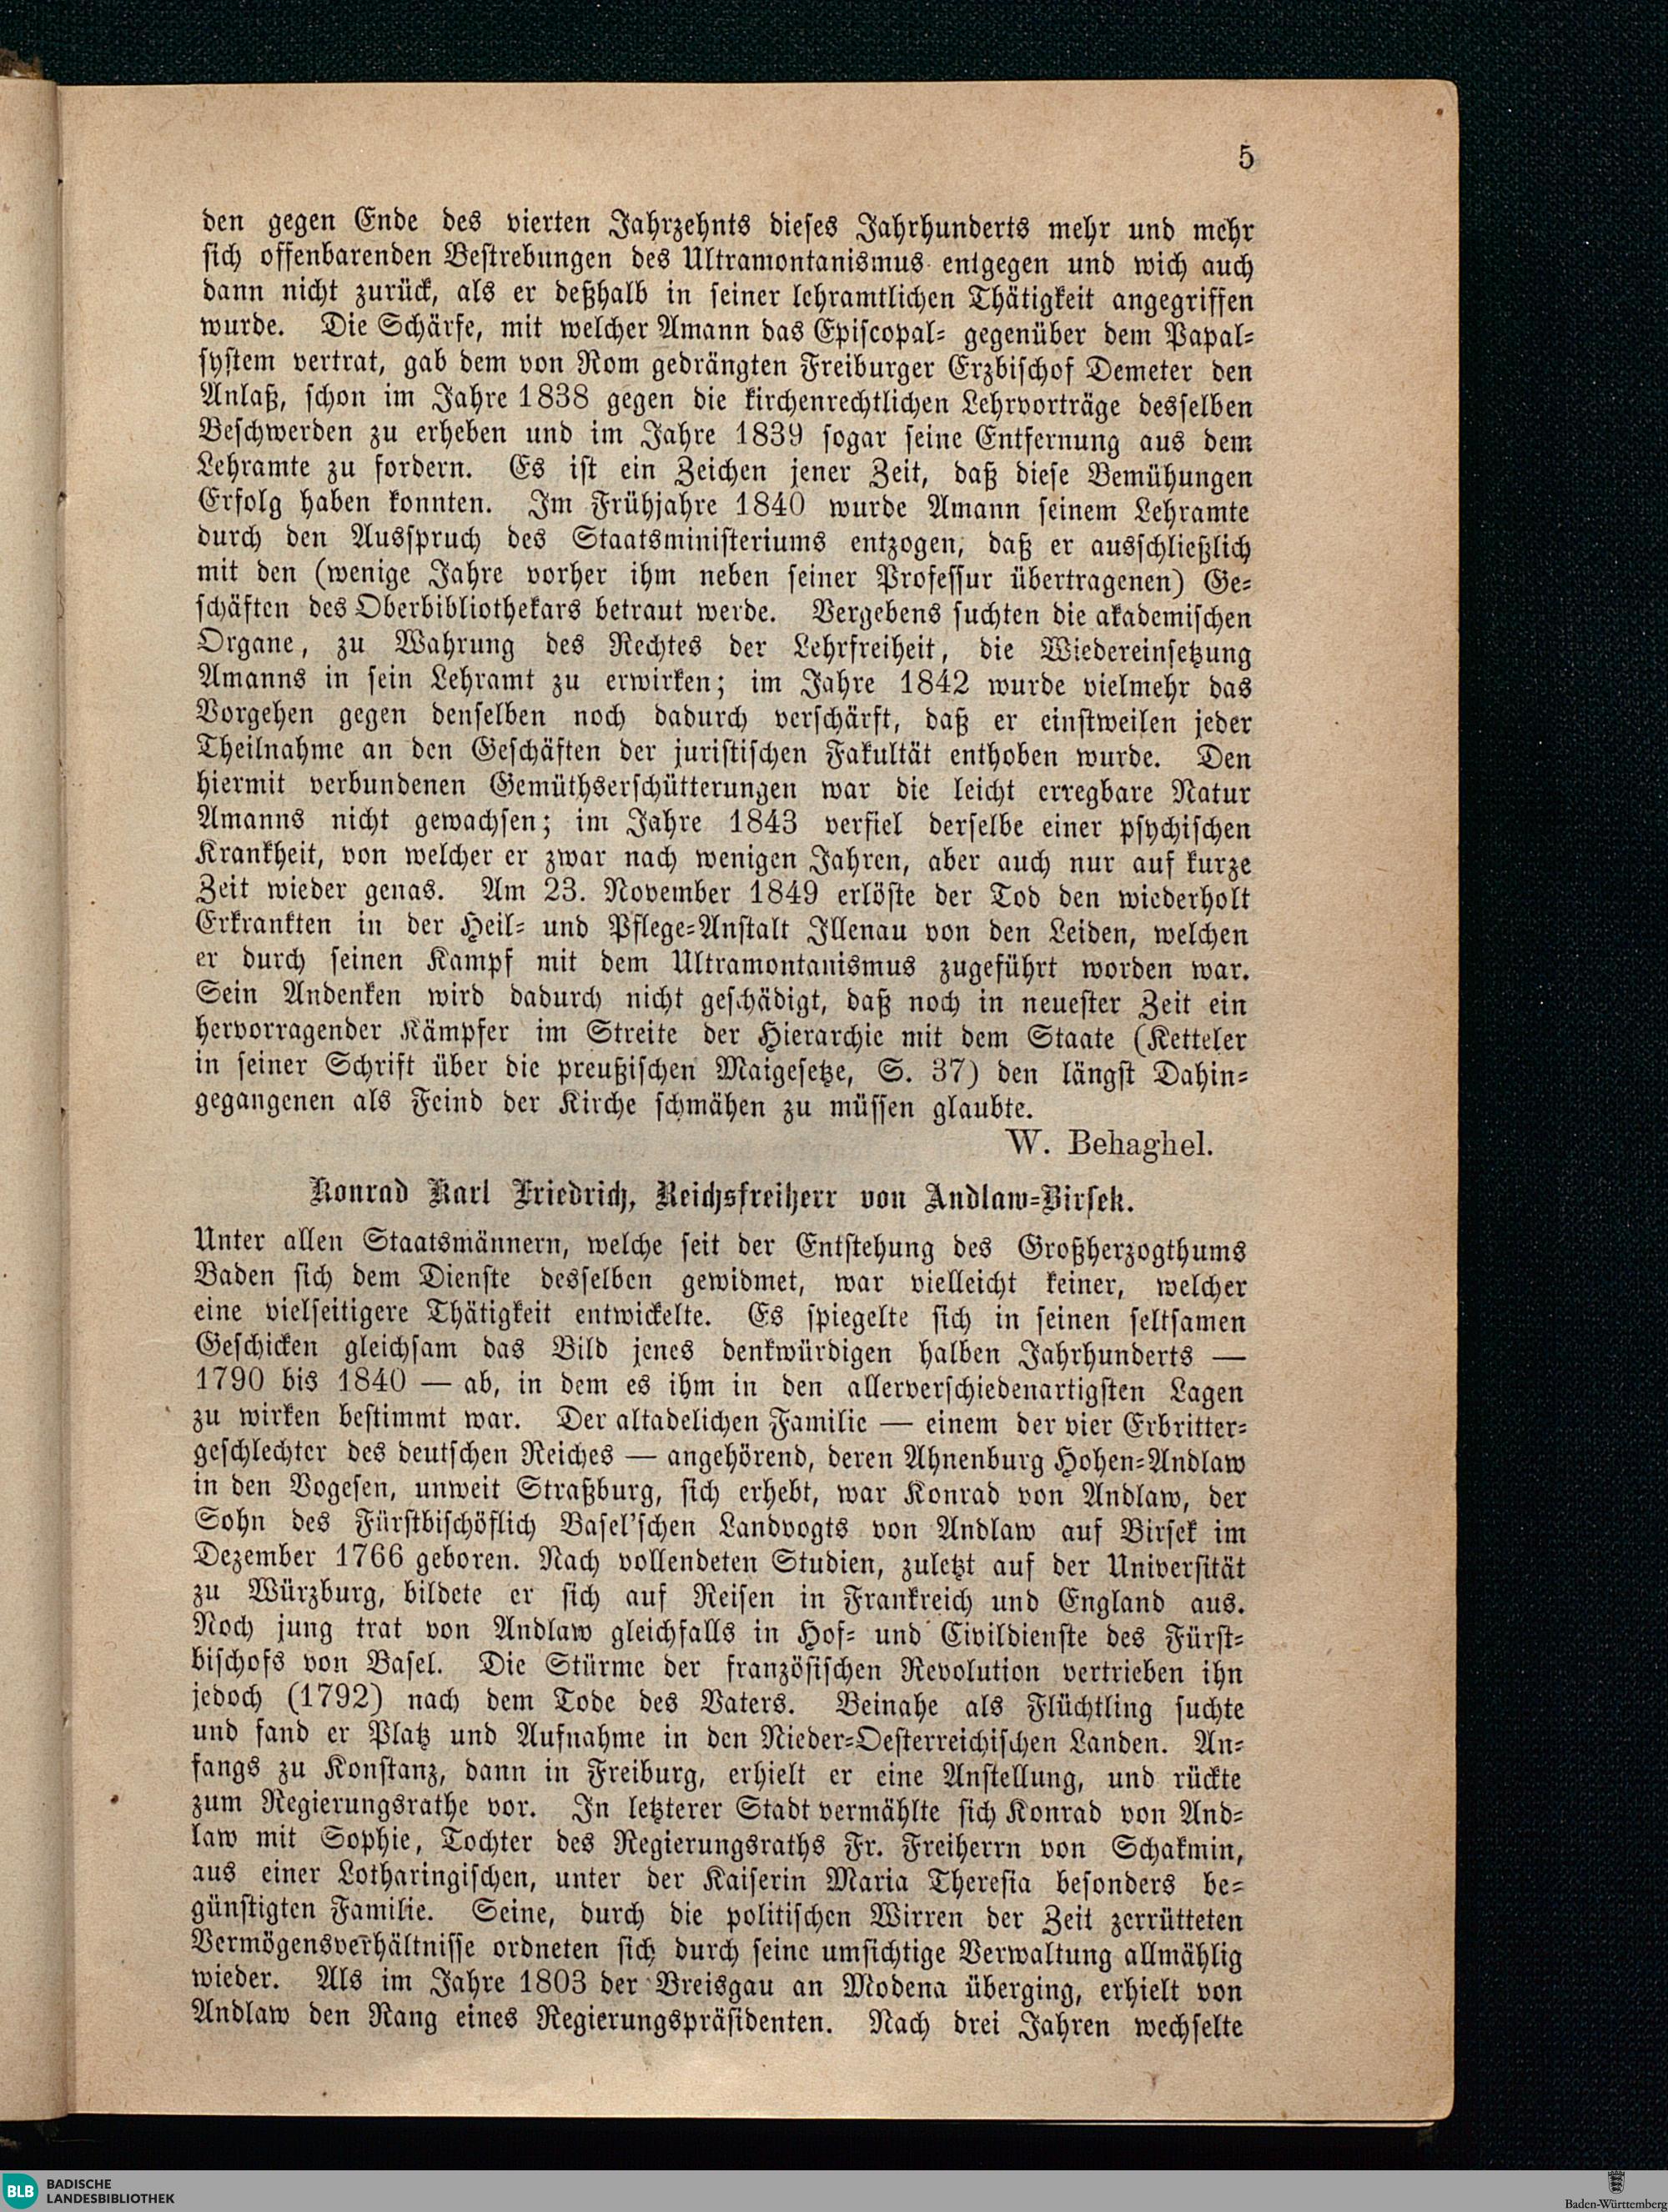 5
den gegen Ende des vierten Jahrzehnts dieses Jahrhunderts mehr und mehr
sich offenbarenden Bestrebungen des Ultramontanismus entgegen und wich auch
dann nicht zurück, als er deßhalb in seiner lehramtlichen Thätigkeit angegriffen
wurde. Die Schärfe, mit welcher Amann das Episcopal- gegenüber dem Papal-
system vertrat, gab dem von Rom gedrängten Freiburger Erzbischof Demeter den
Anlaß, schon im Jahre 1838 gegen die kirchenrechtlichen Lehrvorträge desselben
Beschwerden zu erheben und im Jahre 1839 sogar seine Entfernung aus dem
Lehramte zu fordern. Es ist ein Zeichen jener Zeit, daß diese Bemühungen
Erfolg haben konnten. Im Frühjahre 1840 wurde Amann seinem Lehramte
durch den Ausspruch des Staatsministeriums entzogen, daß er ausschließlich
mit den (wenige Jahre vorher ihm neben seiner Professur übertragenen) Ge-
schäften des Oberbibliothekars betraut werde. Vergebens suchten die akademischen
Organe, zu Wahrung des Rechtes der Lehrfreiheit, die Wiedereinsetzung
Amanns in sein Lehramt zu erwirken; im Jahre 1842 wurde vielmehr das
Vorgehen gegen denselben noch dadurch verschärft, daß er einstweilen jeder
Theilnahme an den Geschäften der juristischen Fakultät enthoben wurde. Den
hiermit verbundenen Gemüthserschütterungen war die leicht erregbare Natur
Amanns nicht gewachsen; im Jahre 1843 verfiel derselbe einer psychischen
Krankheit, von welcher er zwar nach wenigen Jahren, aber auch nur auf kurze
Zeit wieder genas. Am 23. November 1849 erlöste der Tod den wiederholt
Erkrankten in der Heil- und Pflege-Anstalt Illenau von den Leiden, welchen
er durch seinen Kampf mit dem Ultramontanismus zugeführt worden war.
Sein Andenken wird dadurch nicht geschädigt, daß noch in neuester Zeit ein
hervorragender Kämpfer im Streite der Hierarchie mit dem Staate (Ketteler
in seiner Schrift über die preußischen Maigesetze, S. 37) den längst Dahin-
gegangenen als Feind der Kirche schmähen zu müssen glaubte.
W. Behaghel.
Konrad Karl Friedrich, Reichsfreiherr von Andlaw-Birsek.
Unter allen Staatsmännern, welche seit der Entstehung des Großherzogthums
Baden sich dem Dienste desselben gewidmet, war vielleicht keiner, welcher
eine vielseitigere Thätigkeit entwickelte. Es spiegelte sich in seinen seltsamen
Geschicken gleichsam das Bild jenes denkwürdigen halben Jahrhunderts —
1790 bis 1840 — ab, in dem es ihm in den allerverschiedenartigsten Lagen
zu wirken bestimmt war. Der altadelichen Familie — einem der vier Erbritter-
geschlechter des deutschen Reiches — angehörend, deren Ahnenburg Hohen-Andlaw
in den Vogesen, unweit Straßburg, sich erhebt, war Konrad von Andlaw, der
Sohn des Fürstbischöflich Basel'schen Landvogts von Andlaw auf Birsek im
Dezember 1766 geboren. Nach vollendeten Studien, zuletzt auf der Universität
zu Würzburg, bildete er sich auf Reisen in Frankreich und England aus.
Noch jung trat von Andlaw gleichfalls in Hof- und Civildienste des Fürst-
bischofs von Basel. Die Stürme der französischen Revolution vertrieben ihn
jedoch (1792) nach dem Tode des Vaters. Beinahe als Flüchtling suchte
und fand er Platz und Aufnahme in den Nieder-Oesterreichischen Landen. An-
fangs zu Konstanz, dann in Freiburg, erhielt er eine Anstellung, und rückte
zum Regierungsrathe vor. In letzterer Stadt vermählte sich Konrad von And-
law mit Sophie, Tochter des Regierungsraths Fr. Freiherrn von Schakmin,
aus einer Lotharingischen, unter der Kaiserin Maria Theresia besonders be-
günstigten Familie. Seine, durch die politischen Wirren der Zeit zerrütteten
Vermögensverhältnisse ordneten sich durch seine umsichtige Verwaltung allmählig
wieder. Als im Jahre 1803 der Breisgau an Modena überging, erhielt von
Andlaw den Rang eines Regierungspräsidenten. Nach drei Jahren wechselte
BLB BADISCHE
LANDESBIBLIOTHEK
Baden-Württemberg